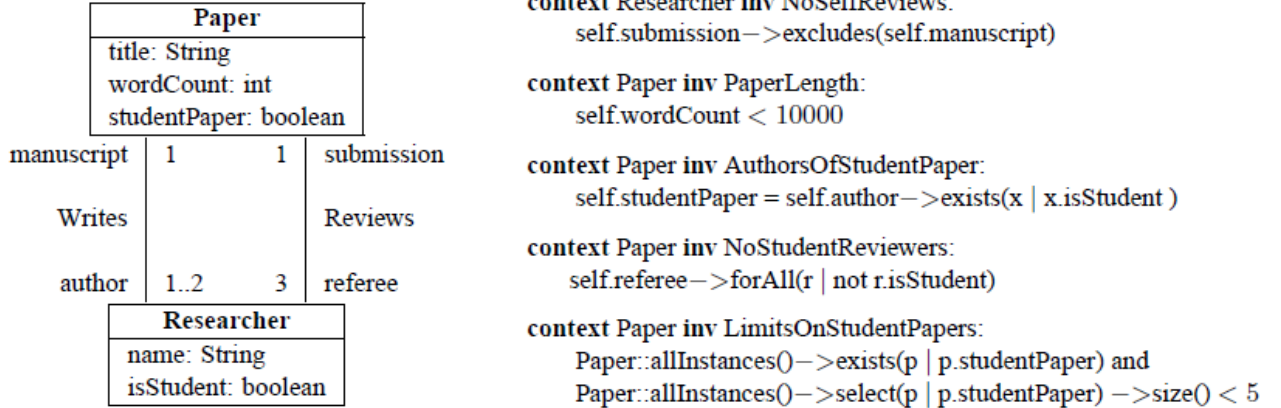 Paper
title: String
wordCount: int
studentPaper: boolean
manuscript 1 1 submission
Writes Reviews
author 1..2 3 referee
Researcher
name: String
isStudent: boolean
context Researcher inv NoSelfReviews:
self.submission−>excludes(self.manuscript)
context Paper inv PaperLength:
self.wordCount < 10000
context Paper inv AuthorsOfStudentPaper:
self.studentPaper = self.author−>exists(x | x.isStudent )
context Paper inv NoStudentReviewers:
self.referee−>forAll(r | not r.isStudent)
context Paper inv LimitsOnStudentPapers:
Paper::allInstances()−>exists(p | p.studentPaper) and
Paper::allInstances()−>select(p | p.studentPaper) −>size() < 5